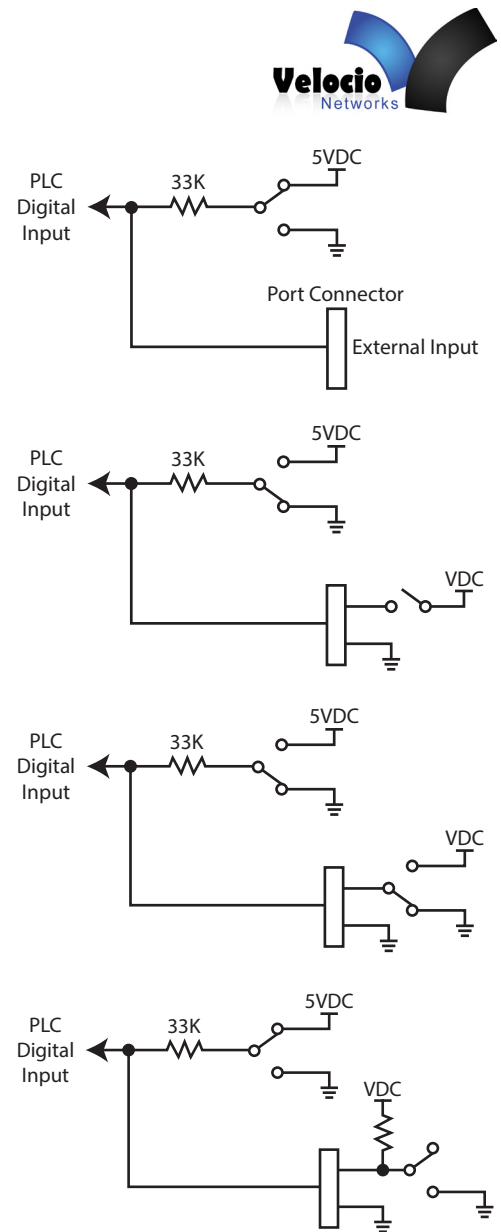 Velocio
Networks
5VDC
PLC
Digital
Input
33K
Port Connector
External Input
5VDC
PLC
Digital
Input
33K
VDC
5VDC
PLC
Digital
Input
33K
VDC
5VDC
PLC
Digital
Input
33K
VDC